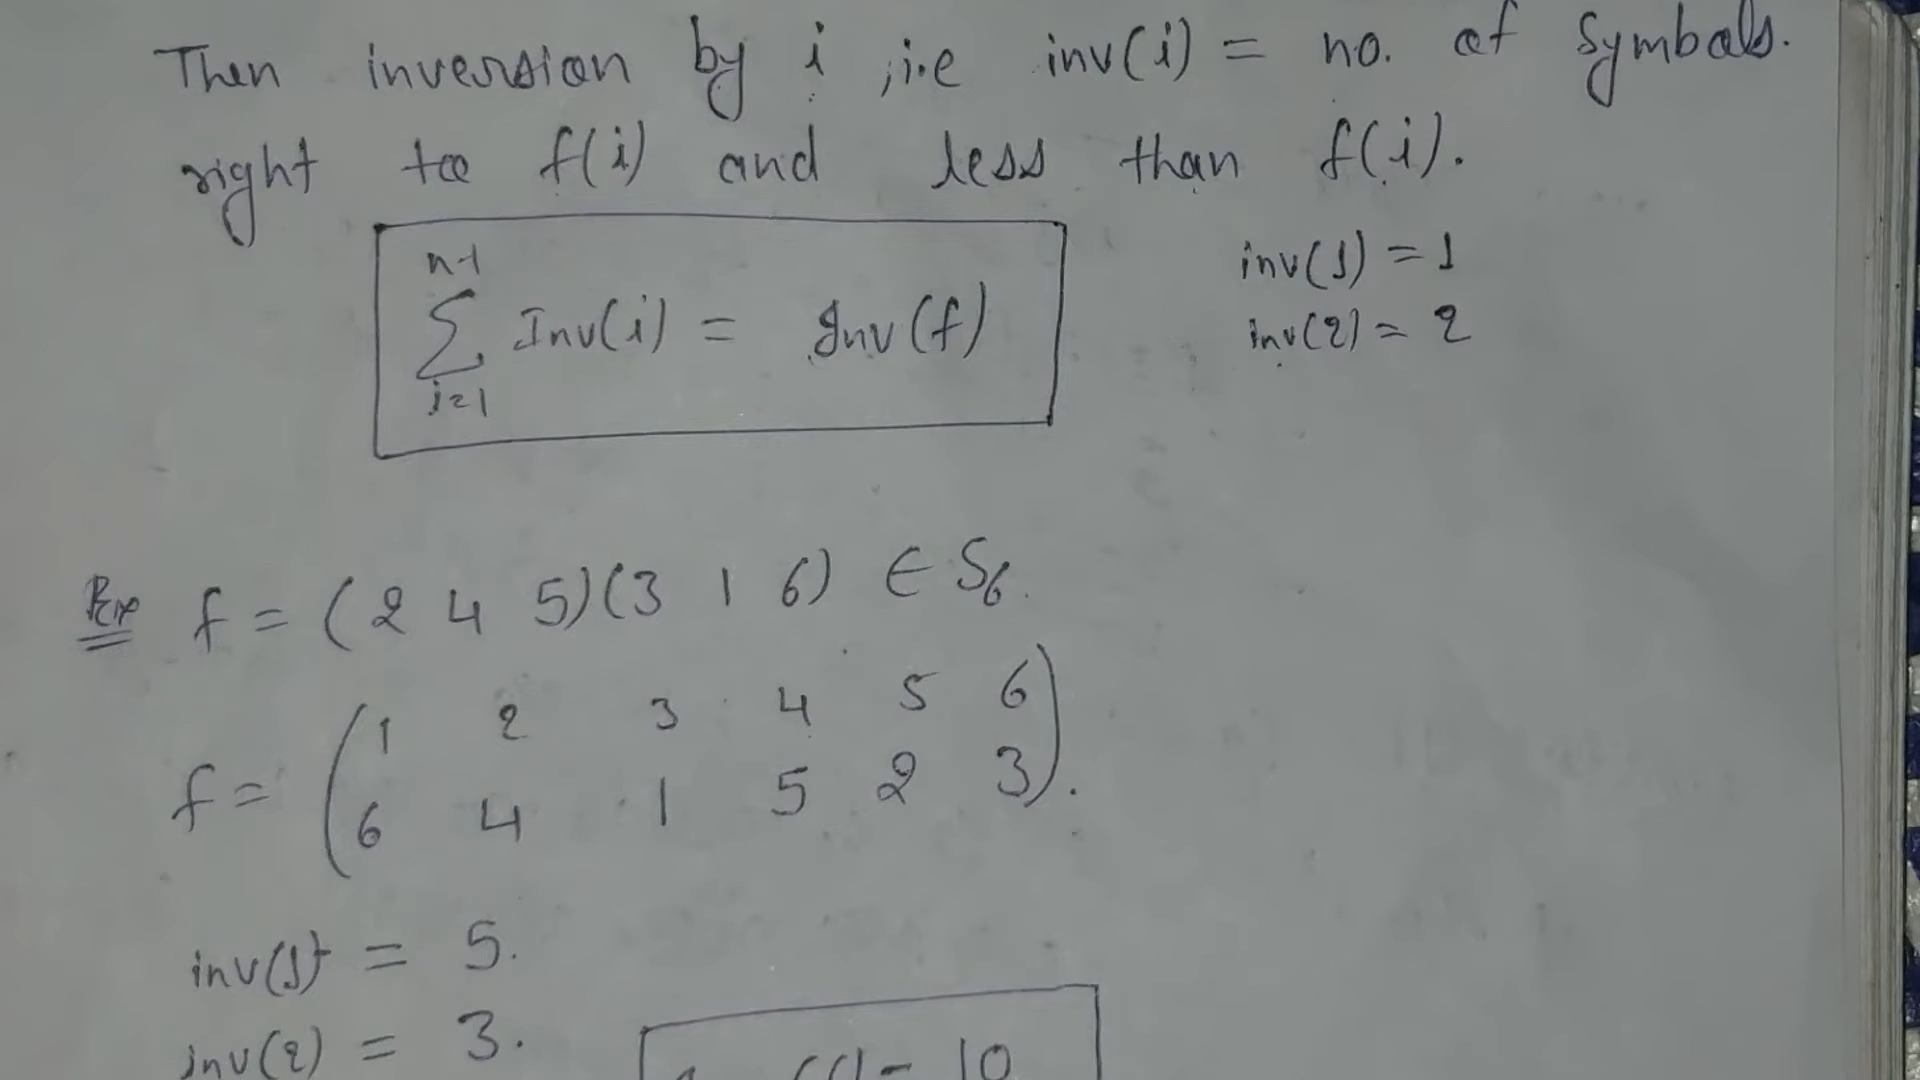 Then inversion by i, i.e inv(i) = no. of Symbols.
right too f(i) and less than f(i).
n-1
∑ Inv(i) = Inv(f)
i=1
inv(1) = 1
inv(2) = 2
Ex f = (2 4 5)(3 1 6) ∈ S6.
1 2 3 4 5 6
f = ( 6 4 1 5 2 3 ).
inv(1) = 5.
inv(2) = 3.
= 10